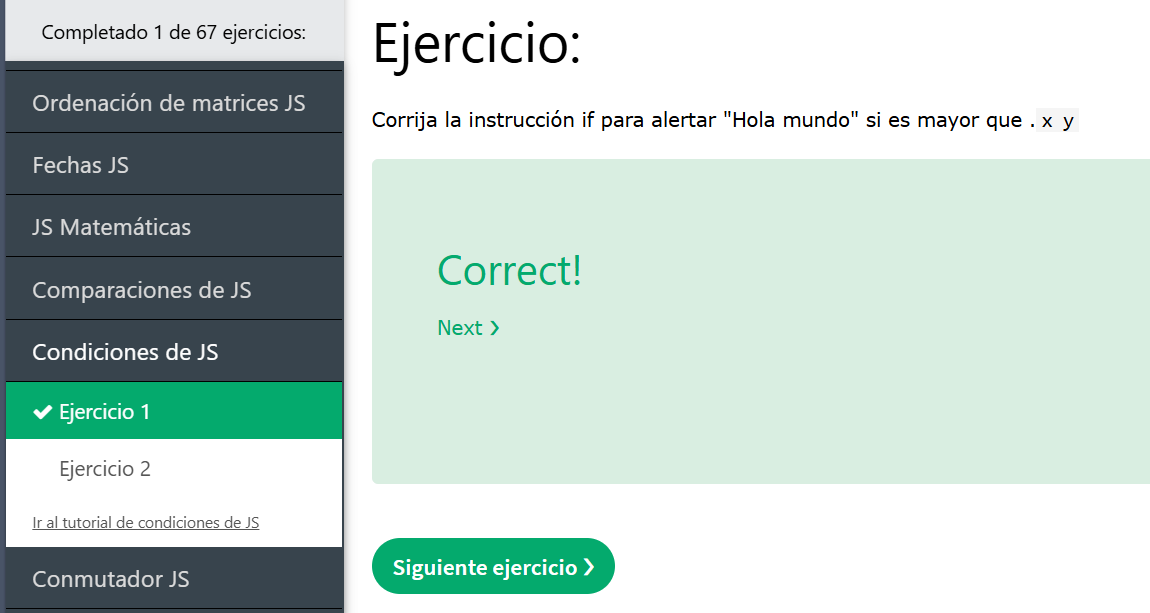 Completado 1 de 67 ejercicios:
Ordenación de matrices JS
Fechas JS
JS Matemáticas
Comparaciones de JS
Condiciones de JS
Ejercicio 1
Ejercicio 2
Ir al tutorial de condiciones de JS
Conmutador JS
Ejercicio:
Corrija la instrucción if para alertar "Hola mundo" si es mayor que . x y
Correct!
Next ❯
Siguiente ejercicio ❯